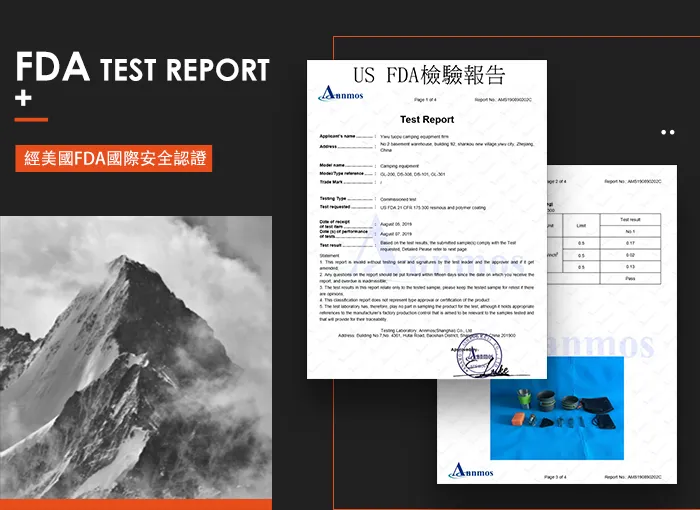 FDA TEST REPORT
+
經美國FDA國際安全認證
US FDA檢驗報告
Annmos
Page 1 of 4 Report No.: AMS190890202C
Test Report
Applicant's name : Yiwu tuopu camping equipment firm
Address : No.2 basement warehouse, building 92, shankou new village,yiwu city, Zhejiang, China
Model name : Camping equipment
Model/Type reference : GL-206, DB-308, DB-101, GL-301
Trade Mark : /
Testing Type : Commissioned test
Test requested : US FDA 21 CFR 175.300 resinous and polymer coating
Date of receipt of test item : August 05, 2019
Date (s) of performance of tests : August 07, 2019
Test result : Based on the test results, the submitted sample(s) comply with the Test requested, Detailed Please refer to next page
Statement
1. This report is invalid without testing seal and signatures by the test leader and the approve and if it get
amended.
2. Any questions on the report should be put forward within fifteen days since the date on which you receive the
report, and overdue is inadmissible.
3. The test results in this report relate only to the tested sample, please keep the tested sample for retest if there
are opinions.
4. This classification report does not represent type approval or certification of the product
5. The test laboratory has, therefore, play no part in sampling the product for the test, although it holds appropriate
references to the manufacturer's factory production control that is aimed to be relevant to the samples tested and
that will provide for their traceability.
Testing Laboratory: Annmos(Shanghai) Co., Ltd.
Address: Building No.7,No. 4301, Hutai Road, Baoshan District, Shanghai,China 201900
Approved by
Annmos
Page 2 of 4 Report No.: AMS190890202C
Test result
No.1
0.5 0.17
0.5 0.02
0.5 0.13
Pass
Annmos
Page 3 of 4 Report No.: AMS190890202C